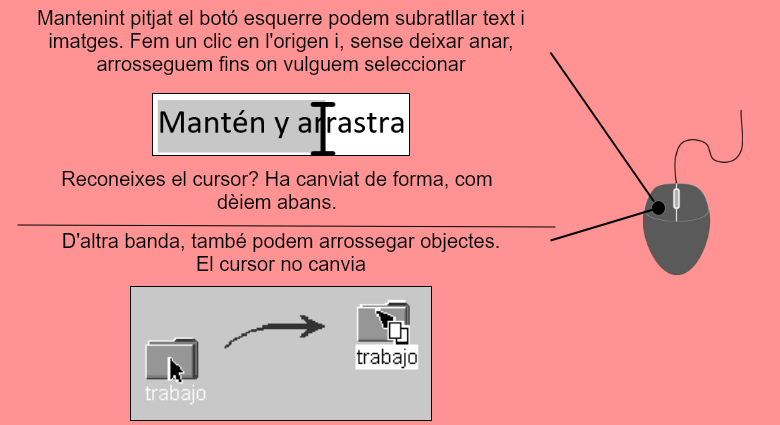 Mantenint pitjat el botó esquerre podem subratllar text i
imatges. Fem un clic en l'origen i, sense deixar anar,
arrosseguem fins on vulguem seleccionar
Mantén y arrastra
Reconeixes el cursor? Ha canviat de forma, com
dèiem abans.
D'altra banda, també podem arrossegar objectes.
El cursor no canvia
trabajo
trabajo